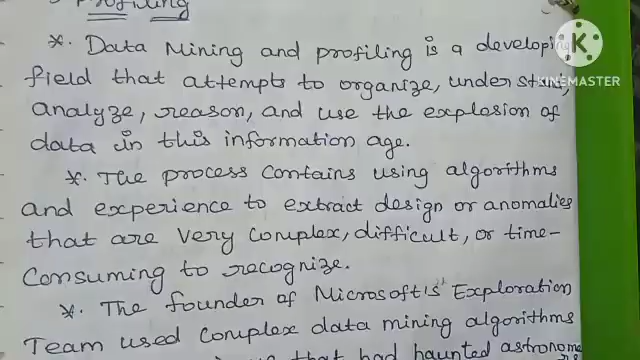 Profiling
*. Data Mining and profiling is a developing
field that attempts to organize, understand,
analyze, reason, and use the explosion of
data in this information age.
*. The process contains using algorithms
and experience to extract design or anomalies
that are very complex, difficult, or time-
consuming to recognize.
*. The founder of Microsoft's Exploration
Team used complex data mining algorithms
that had haunted
KINEMASTER